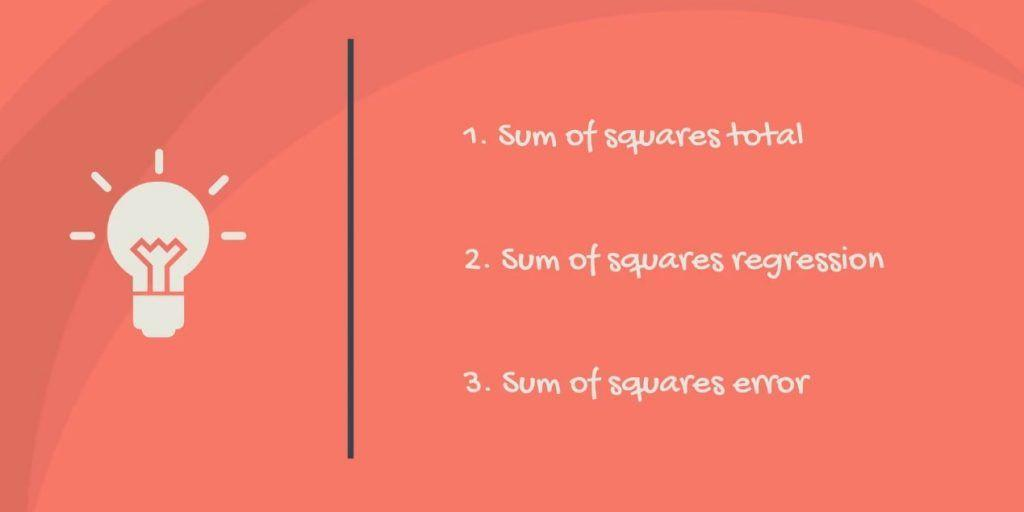 1. Sum of squares total
2. Sum of squares regression
3. Sum of squares error